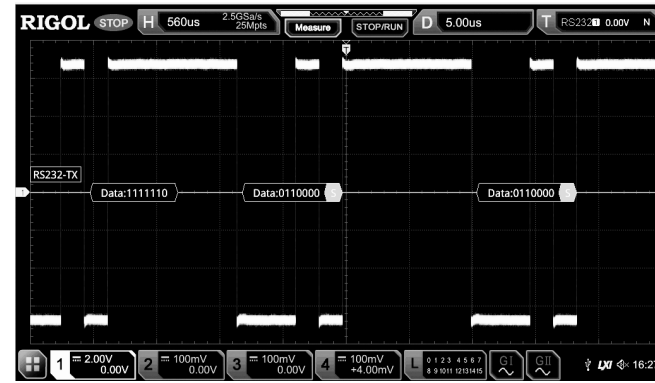 RIGOL STOP H 560us 2.5GSa/s 25Mpts Measure STOP/RUN D 5.00us T RS232 1 0.00V N
T
RS232-TX
1 Data:1111110 Data:0110000 S Data:0110000 S
1 2.00V 0.00V 2 100mV 0.00V 3 100mV 0.00V 4 100mV +4.00mV L 0 1 2 3 4 5 6 7 8 9 10 11 12 13 14 15 GI GII LXI 16:27